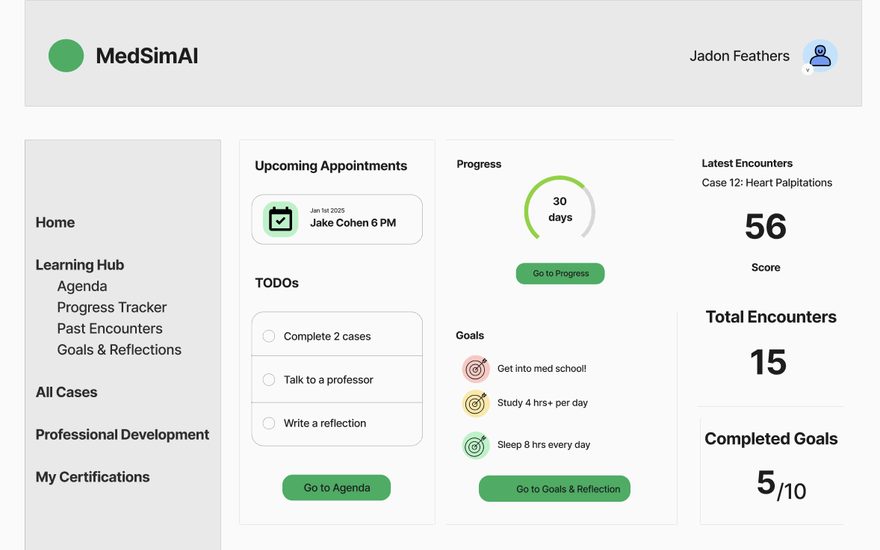 MedSimAI
Jadon Feathers
Home
Learning Hub
Agenda
Progress Tracker
Past Encounters
Goals & Reflections
All Cases
Professional Development
My Certifications
Upcoming Appointments
Jan 1st 2025
Jake Cohen 6 PM
TODOs
Complete 2 cases
Talk to a professor
Write a reflection
Go to Agenda
Progress
30
days
Go to Progress
Goals
Get into med school!
Study 4 hrs+ per day
Sleep 8 hrs every day
Go to Goals & Reflection
Latest Encounters
Case 12: Heart Palpitations
56
Score
Total Encounters
15
Completed Goals
5/10